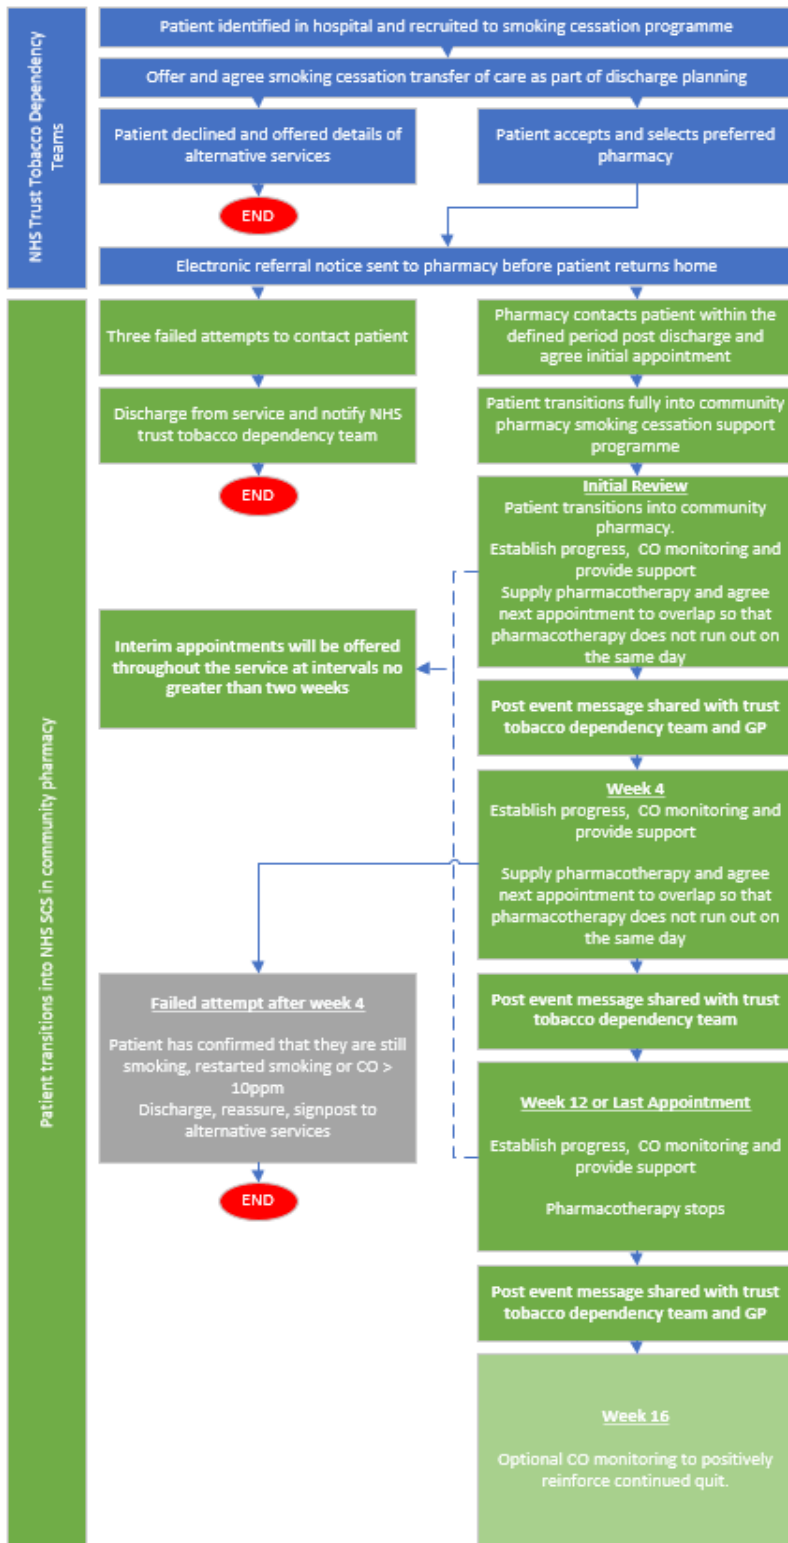 NHS Trust Tobacco Dependency
Teams
Patient identified in hospital and recruited to smoking cessation programme
Offer and agree smoking cessation transfer of care as part of discharge planning
Patient declined and offered details of
alternative services
Patient accepts and selects preferred
pharmacy
END
Electronic referral notice sent to pharmacy before patient returns home
Patient transitions into NHS SCS in community pharmacy
Three failed attempts to contact patient
Pharmacy contacts patient within the
defined period post discharge and
agree initial appointment
Discharge from service and notify NHS
trust tobacco dependency team
Patient transitions fully into community
pharmacy smoking cessation support
programme
END
Initial Review
Patient transitions into community
pharmacy.
Establish progress, CO monitoring and
provide support
Supply pharmacotherapy and agree
next appointment to overlap so that
pharmacotherapy does not run out on
the same day
Interim appointments will be offered
throughout the service at intervals no
greater than two weeks
Post event message shared with trust
tobacco dependency team and GP
Week 4
Establish progress, CO monitoring and
provide support
Supply pharmacotherapy and agree
next appointment to overlap so that
pharmacotherapy does not run out on
the same day
Failed attempt after week 4
Patient has confirmed that they are still
smoking, restarted smoking or CO >
10ppm
Discharge, reassure, signpost to
alternative services
END
Post event message shared with trust
tobacco dependency team
Week 12 or Last Appointment
Establish progress, CO monitoring and
provide support
Pharmacotherapy stops
Post event message shared with trust
tobacco dependency team and GP
Week 16
Optional CO monitoring to positively
reinforce continued quit.